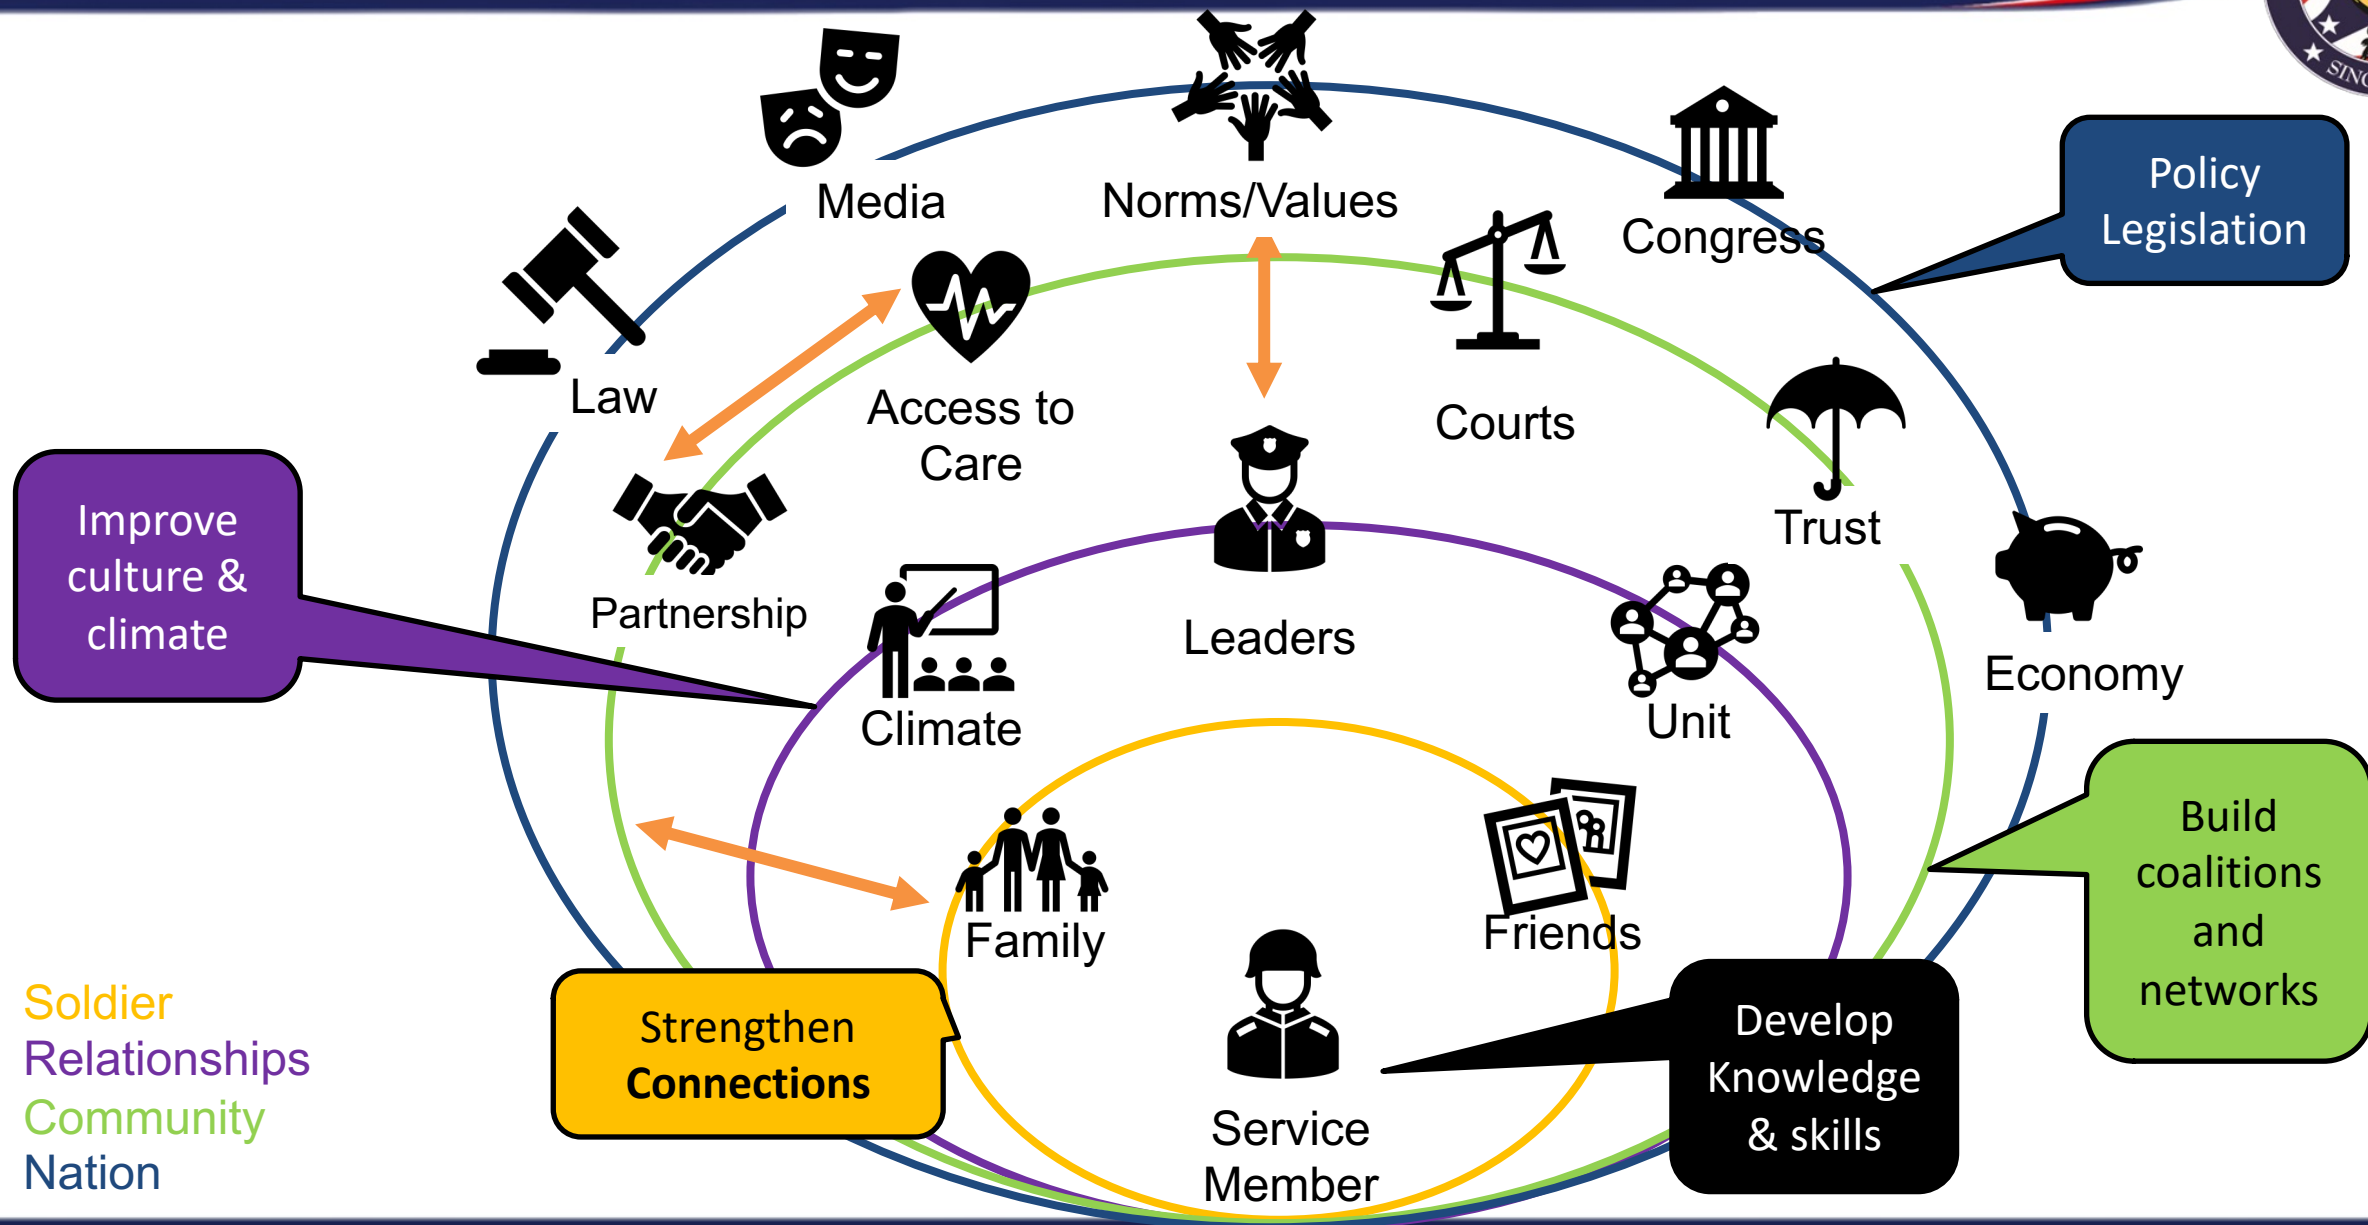 SINC
Media
Norms/Values
Congress
Policy
Legislation
Law
Access to
Care
Courts
Trust
Improve
culture &
climate
Partnership
Leaders
Climate
Unit
Economy
Family
Friends
Build
coalitions
and
networks
Strengthen
Connections
Develop
Knowledge
& skills
Service
Member
Soldier
Relationships
Community
Nation